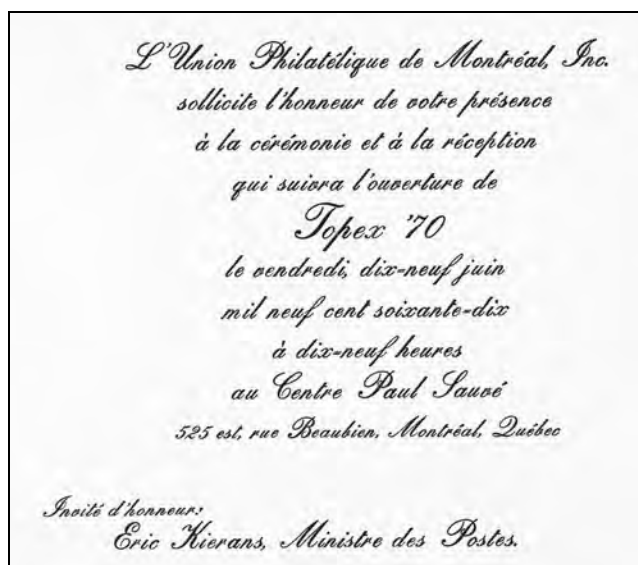 L'Union Philatélique de Montréal, Inc.
sollicite l'honneur de votre présence
à la cérémonie et à la réception
qui suivra l'ouverture de
Topex '70
le vendredi, dix-neuf juin
mil neuf cent soixante-dix
à dix-neuf heures
au Centre Paul Sauvé
525 est, rue Beaubien, Montréal, Québec
Invité d'honneur:
Eric Kierans, Ministre des Postes.